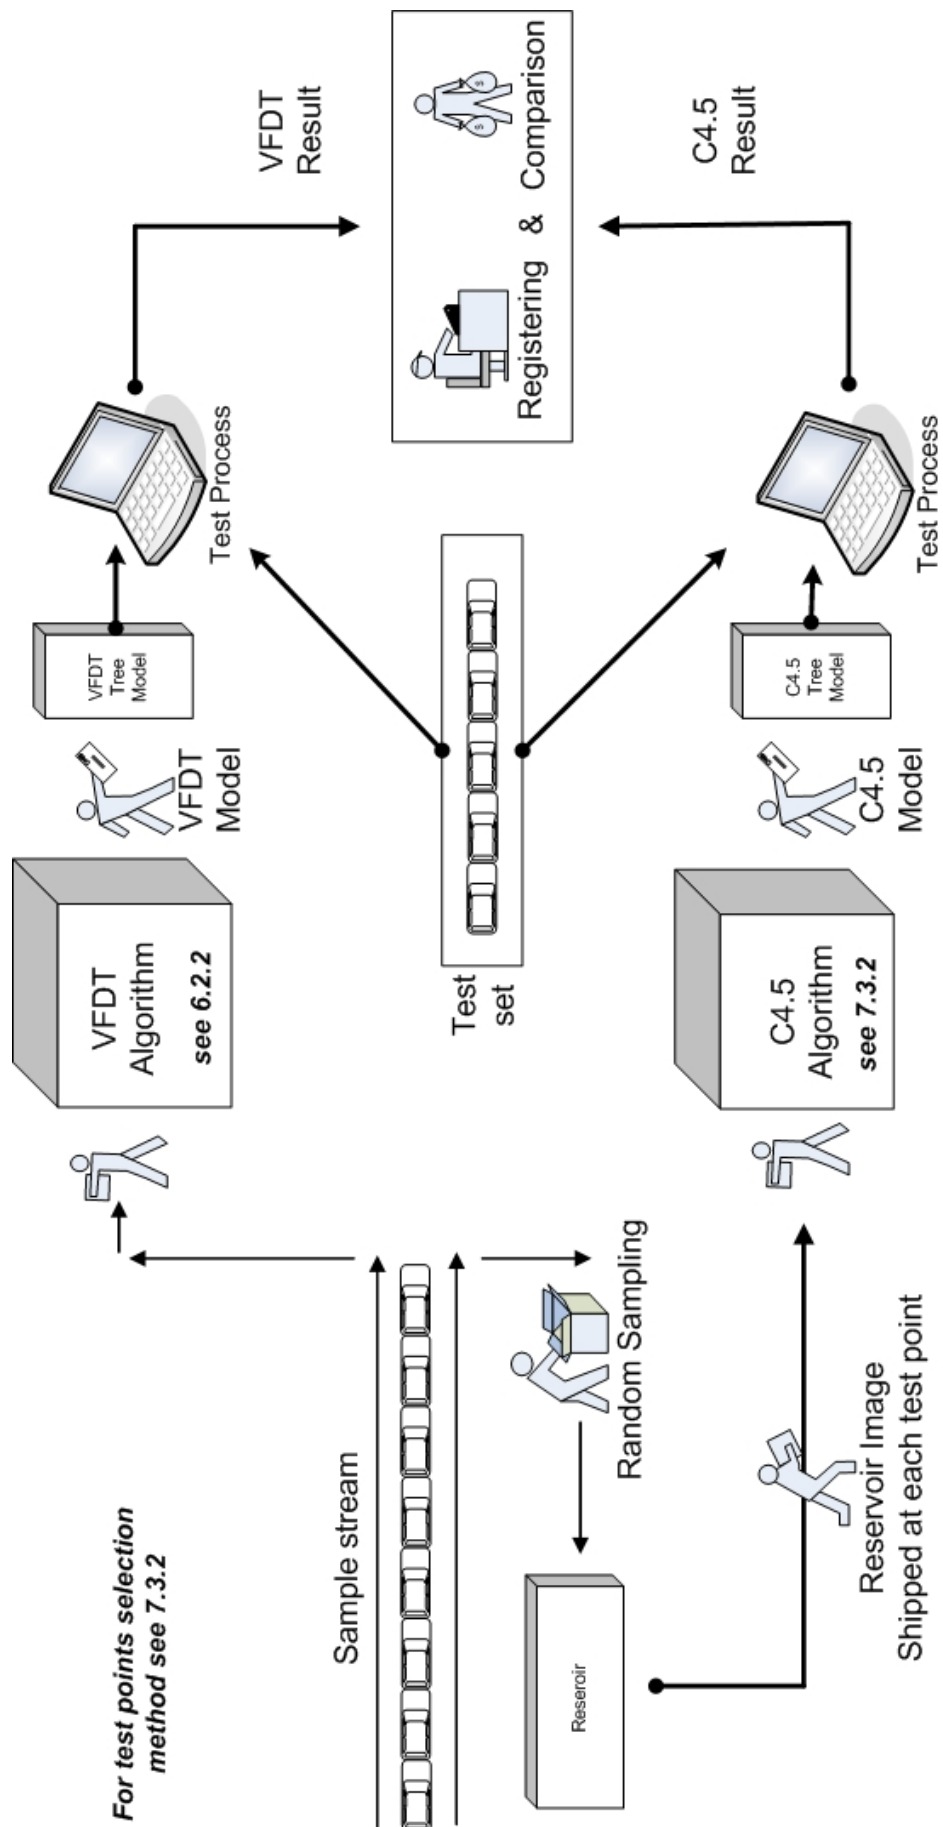 For test points selection
method see 7.3.2
Sample stream
VFDT
Algorithm
see 6.2.2
VFDT
Model
VFDT
Tree
Model
Test Process
VFDT
Result
Reseroir
Random Sampling
Reservoir Image
Shipped at each test point
Test
set
C4.5
Algorithm
see 7.3.2
C4.5
Model
C4.5
Tree
Model
Test Process
C4.5
Result
Registering & Comparison
$
$